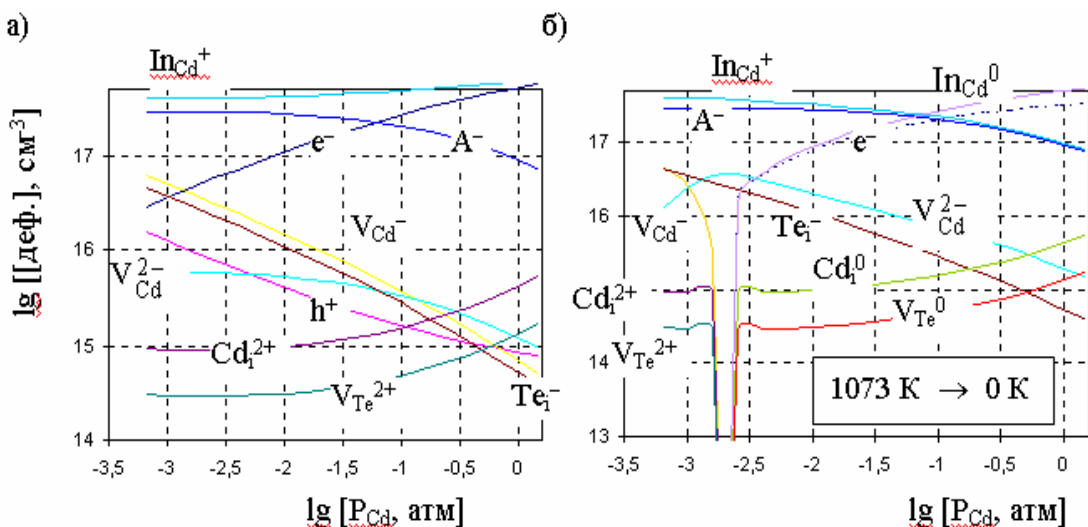 а)
In_Cd^+
lg [[деф.], см^-3]
17
16
15
14
e^-
A^-
V_Cd^-
V_Cd^2-
h^+
Cd_i^2+
V_Te^2+
Te_i^-
-3,5 -3 -2,5 -2 -1,5 -1 -0,5 0
lg [P_Cd, атм]
б)
In_Cd^+
In_Cd^0
17
16
15
14
13
A^-
e^-
V_Cd^-
Te_i^-
V_Cd^2-
Cd_i^0
Cd_i^2+
V_Te^0
V_Te^2+
1073 K → 0 K
-3,5 -3 -2,5 -2 -1,5 -1 -0,5 0
lg [P_Cd, атм]